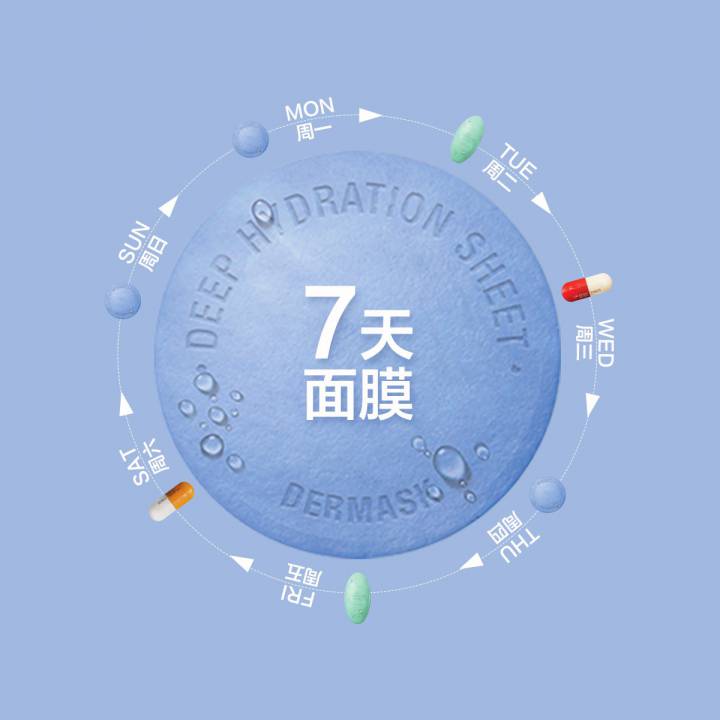 MON
周一
TUE
周二
WED
周三
THU
周四
FRI
周五
SAT
周六
SUN
周日
DEEP HYDRATION SHEET
7天
面膜
DERMASK